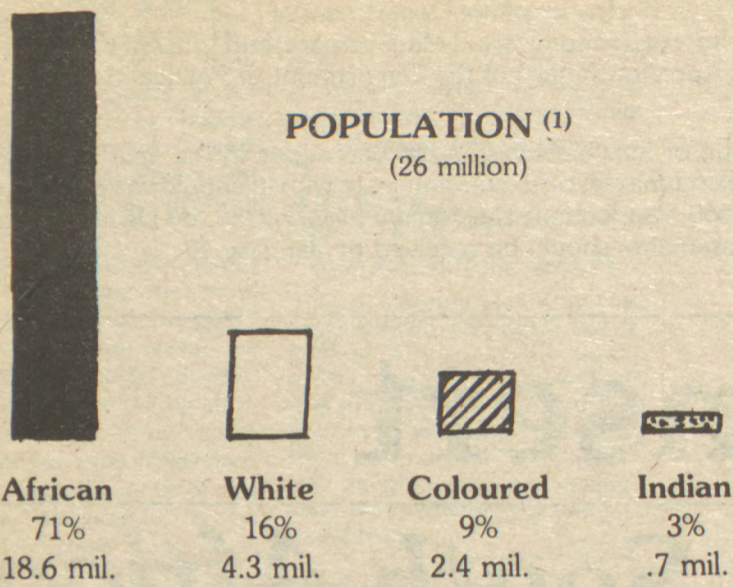 POPULATION (1)
(26 million)
African White Coloured Indian
71% 16% 9% 3%
18.6 mil. 4.3 mil. 2.4 mil. .7 mil.